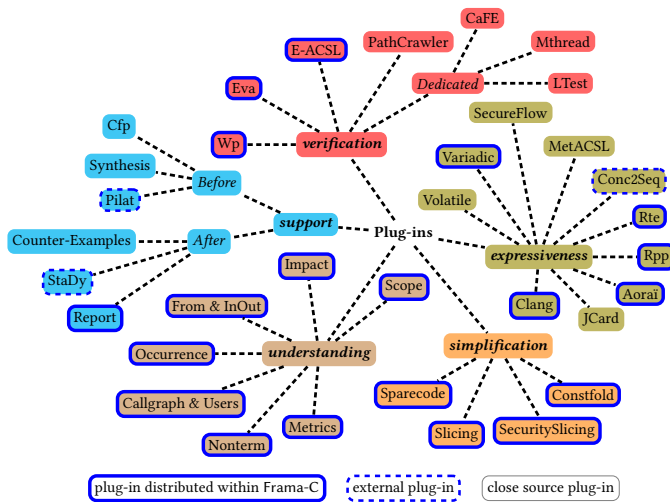 CaFE
PathCrawler
Mthread
E-ACSL
Dedicated
LTest
Eva
SecureFlow
Cfp
Wp
verification
MetACSL
Variadic
Synthesis
Before
Conc2Seq
Pilat
Volatile
Rte
support
Plug-ins
Counter-Examples
After
expressiveness
Rpp
Impact
StaDy
Scope
Aoraï
From & InOut
Clang
Report
JCard
Occurrence
understanding
simplification
Sparecode
Constfold
Callgraph & Users
Metrics
Slicing
SecuritySlicing
Nonterm
plug-in distributed within Frama-C
external plug-in
close source plug-in